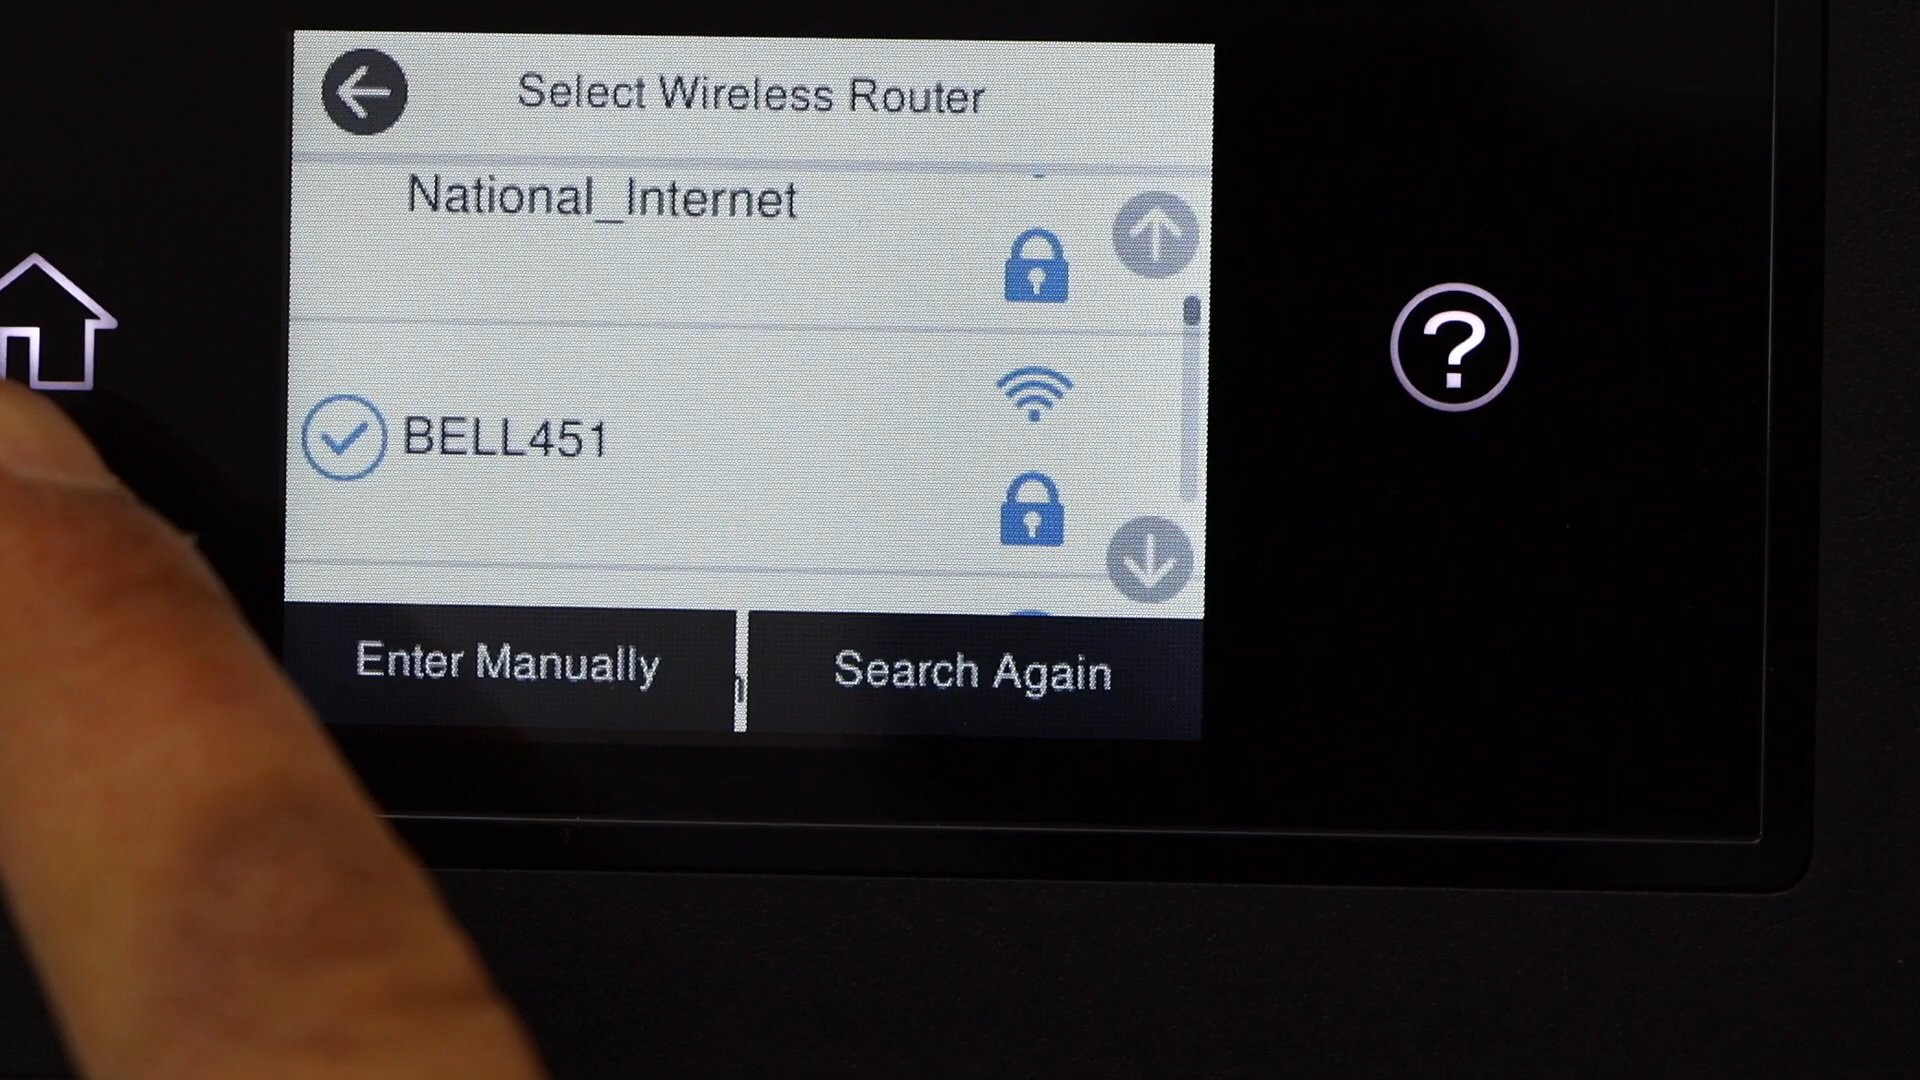 Select Wireless Router
National_Internet
BELL451
Enter Manually
Search Again
?